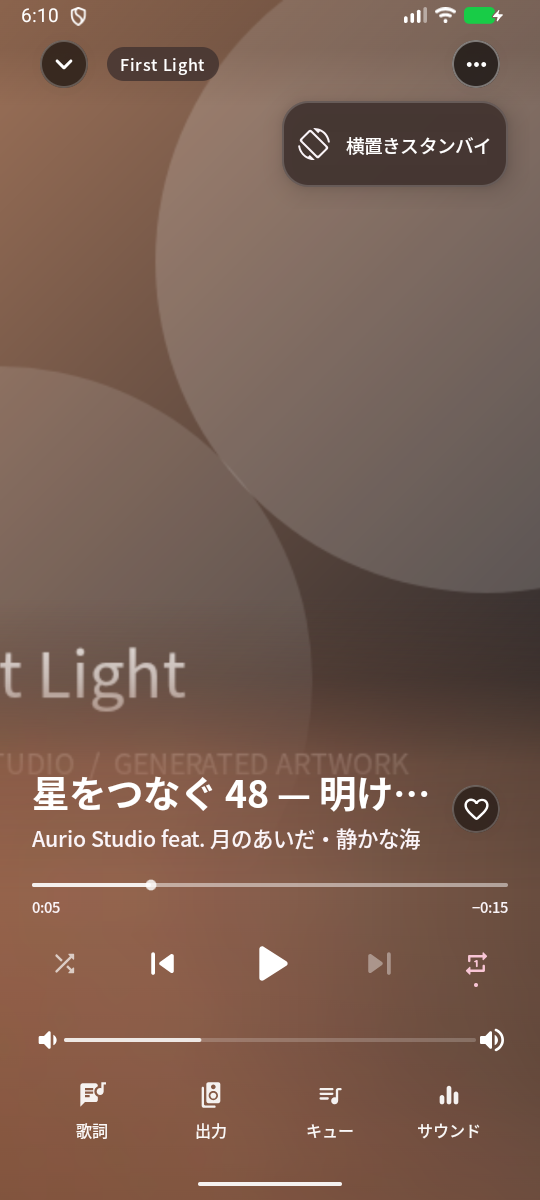 6:10
First Light
横置きスタンバイ
t Light
TUDIO / GENERATED ARTWORK
星をつなぐ 48 — 明け…
Aurio Studio feat. 月のあいだ・静かな海
0:05
−0:15
1
歌詞
出力
キュー
サウンド